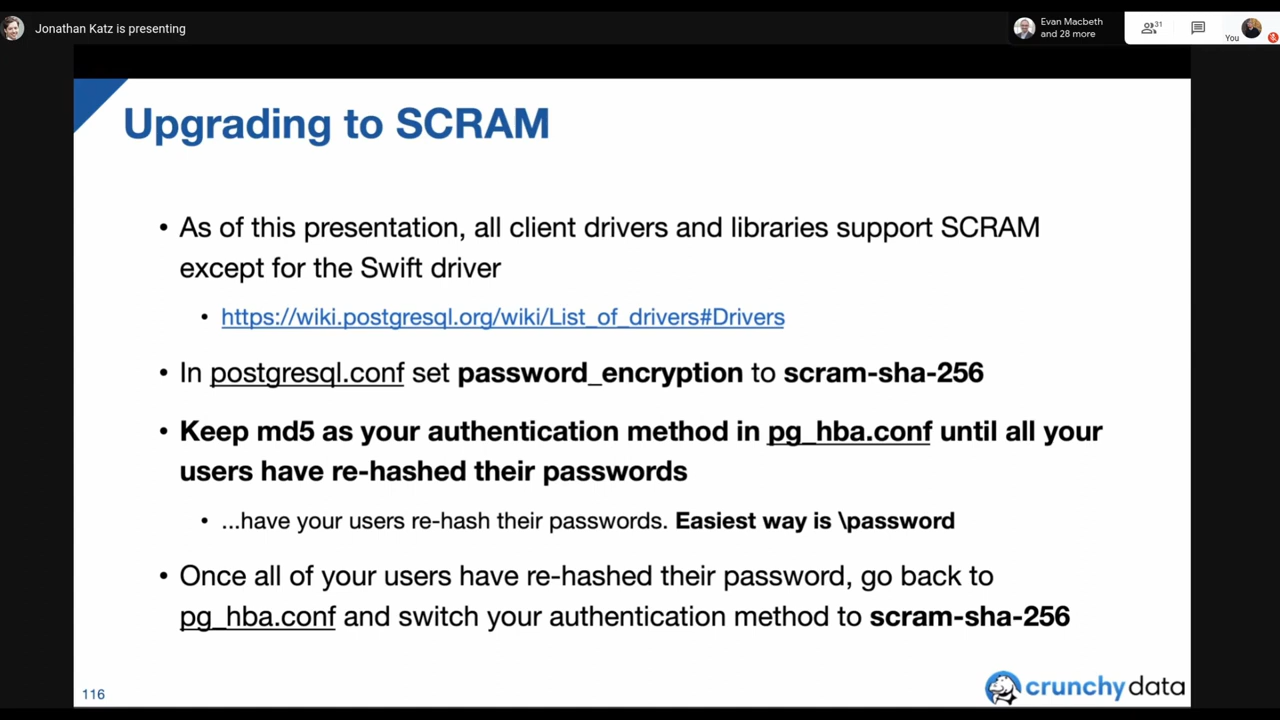 Jonathan Katz is presenting
Evan Macbeth
and 28 more
31
You
Upgrading to SCRAM
• As of this presentation, all client drivers and libraries support SCRAM
except for the Swift driver
• https://wiki.postgresql.org/wiki/List_of_drivers#Drivers
• In postgresql.conf set password_encryption to scram-sha-256
• Keep md5 as your authentication method in pg_hba.conf until all your
users have re-hashed their passwords
• ...have your users re-hash their passwords. Easiest way is \password
• Once all of your users have re-hashed their password, go back to
pg_hba.conf and switch your authentication method to scram-sha-256
116
crunchydata